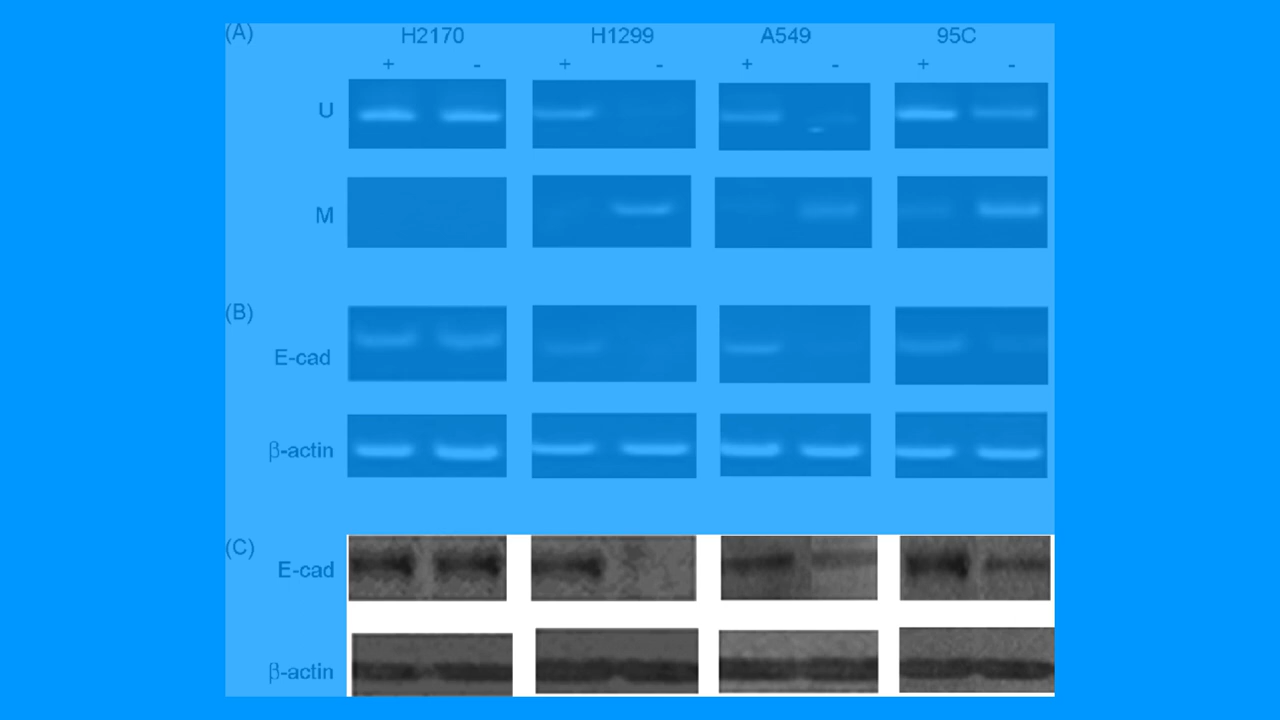 (A) H2170 H1299 A549 95C
+ - + - + - + -
U
M
(B)
E-cad
β-actin
(C)
E-cad
β-actin